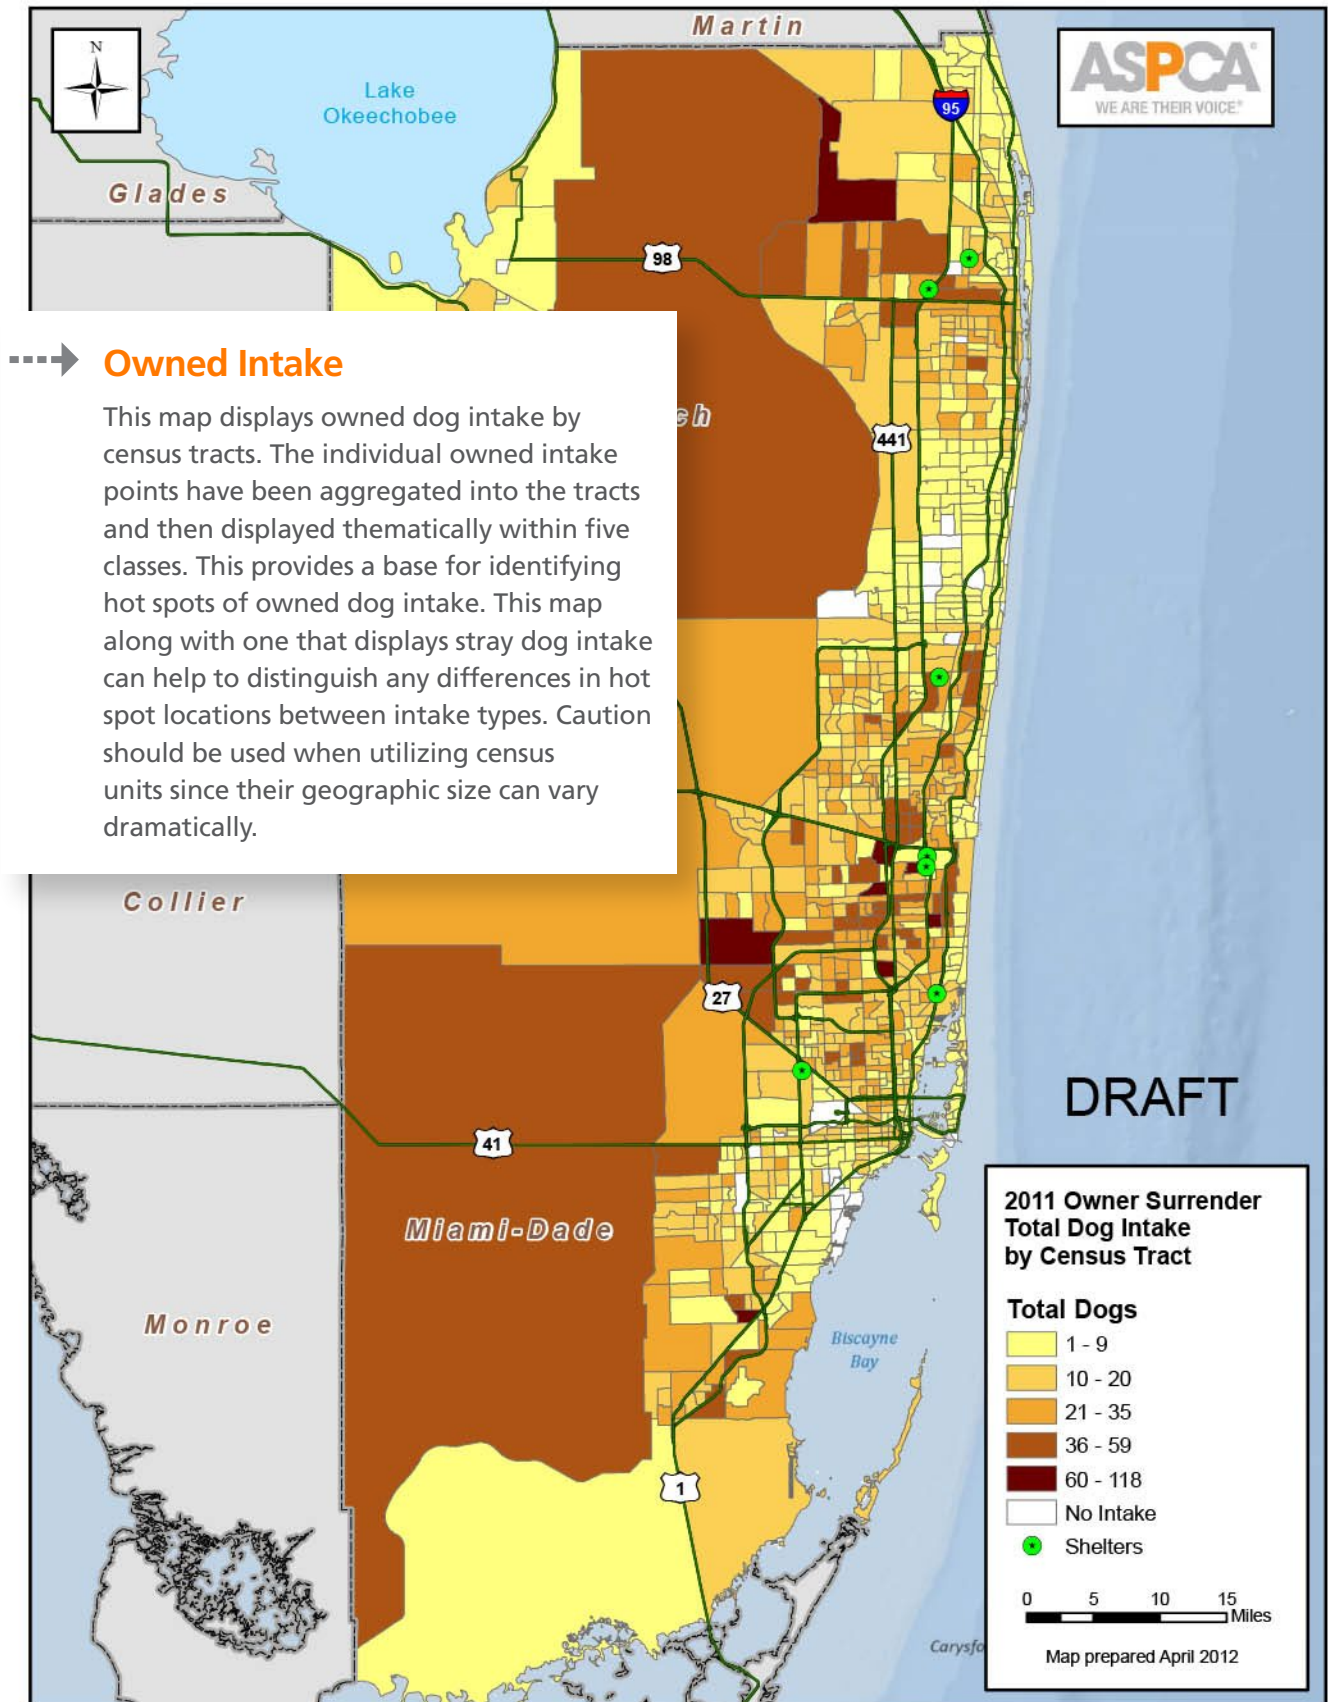 Martin
N
ASPCA
WE ARE THEIR VOICE®
Lake
Okeechobee
95
Glades
98
Owned Intake
This map displays owned dog intake by
census tracts. The individual owned intake
points have been aggregated into the tracts
and then displayed thematically within five
classes. This provides a base for identifying
hot spots of owned dog intake. This map
along with one that displays stray dog intake
can help to distinguish any differences in hot
spot locations between intake types. Caution
should be used when utilizing census
units since their geographic size can vary
dramatically.
ch
441
Collier
27
DRAFT
41
Miami-Dade
Monroe
Biscayne
Bay
1
2011 Owner Surrender
Total Dog Intake
by Census Tract
Total Dogs
1 - 9
10 - 20
21 - 35
36 - 59
60 - 118
No Intake
Shelters
0 5 10 15
Miles
Map prepared April 2012
Carysfo